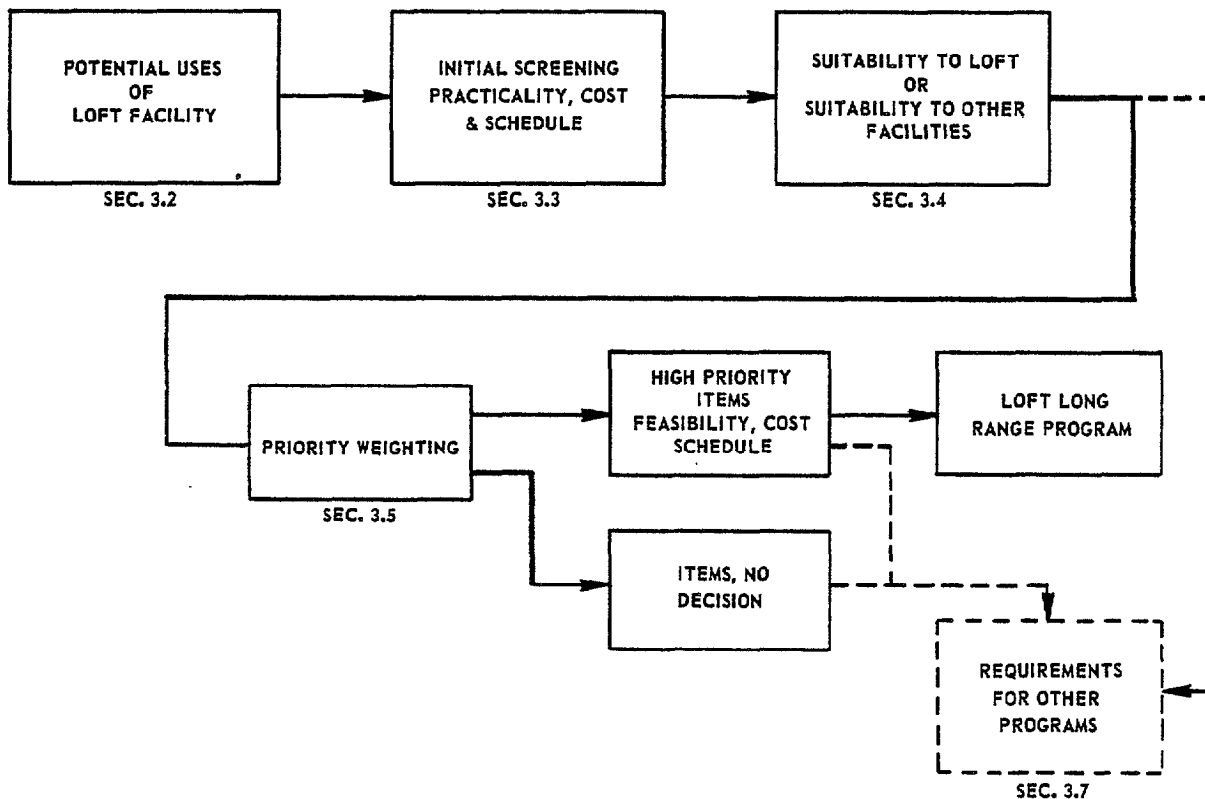 POTENTIAL USES
OF
LOFT FACILITY
SEC. 3.2
INITIAL SCREENING
PRACTICALITY, COST
& SCHEDULE
SEC. 3.3
SUITABILITY TO LOFT
OR
SUITABILITY TO OTHER
FACILITIES
SEC. 3.4
PRIORITY WEIGHTING
SEC. 3.5
HIGH PRIORITY
ITEMS
FEASIBILITY, COST
SCHEDULE
LOFT LONG
RANGE PROGRAM
ITEMS, NO
DECISION
REQUIREMENTS
FOR OTHER
PROGRAMS
SEC. 3.7